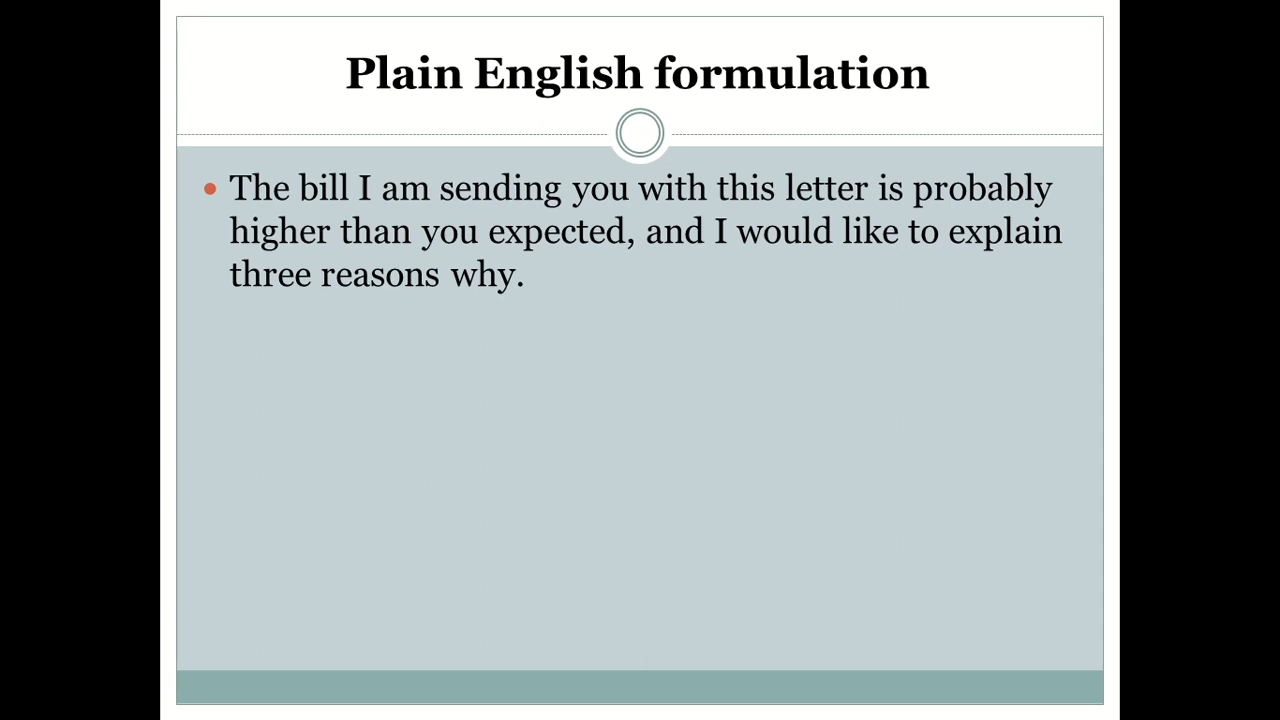 Plain English formulation
• The bill I am sending you with this letter is probably
higher than you expected, and I would like to explain
three reasons why.